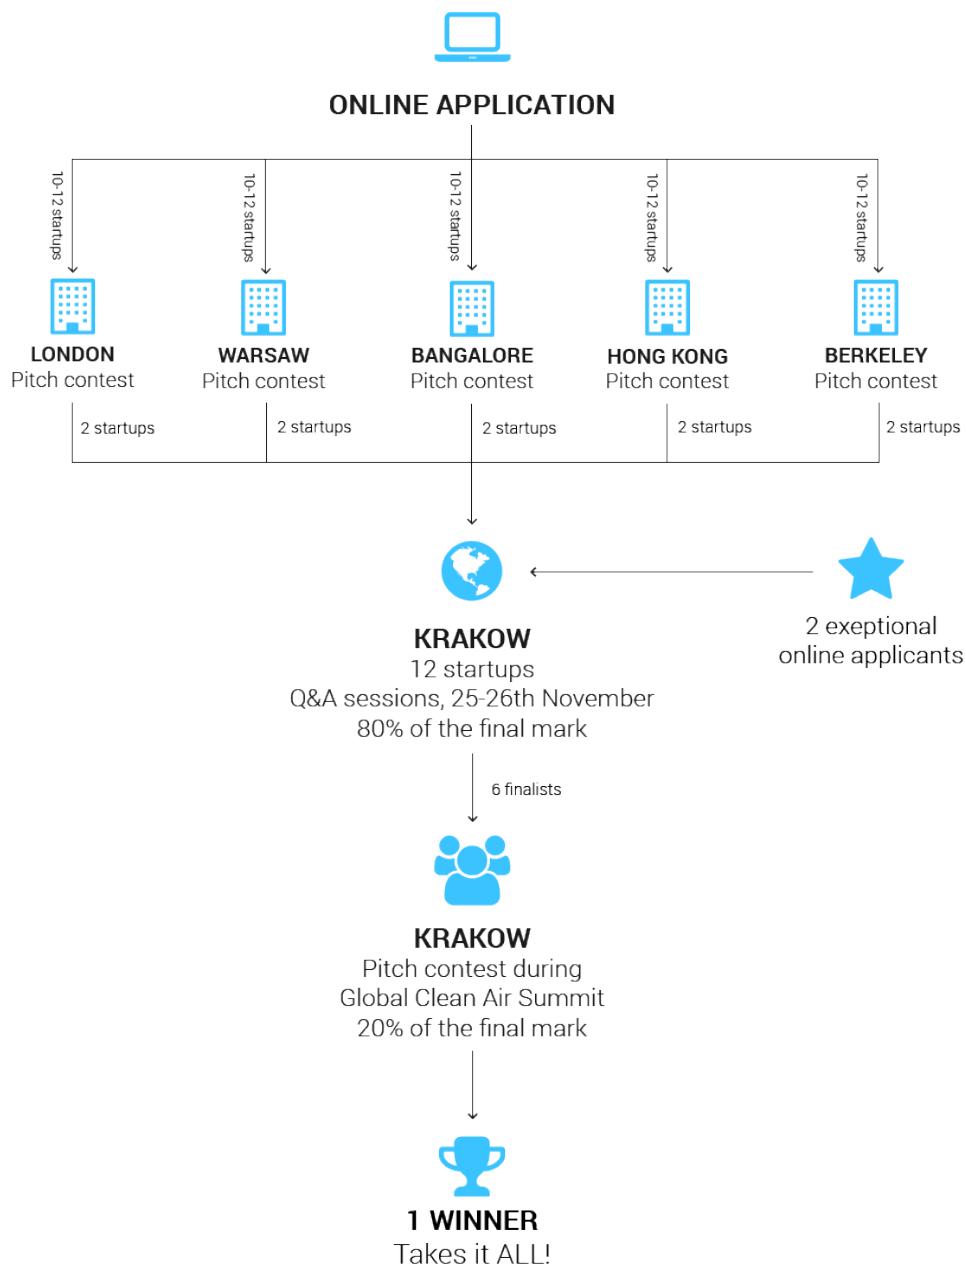 ONLINE APPLICATION
10-12 startups
10-12 startups
10-12 startups
10-12 startups
10-12 startups
LONDON
Pitch contest
WARSAW
Pitch contest
BANGALORE
Pitch contest
HONG KONG
Pitch contest
BERKELEY
Pitch contest
2 startups
2 startups
2 startups
2 startups
2 startups
2 exeptional
online applicants
KRAKOW
12 startups
Q&A sessions, 25-26th November
80% of the final mark
6 finalists
KRAKOW
Pitch contest during
Global Clean Air Summit
20% of the final mark
1 WINNER
Takes it ALL!